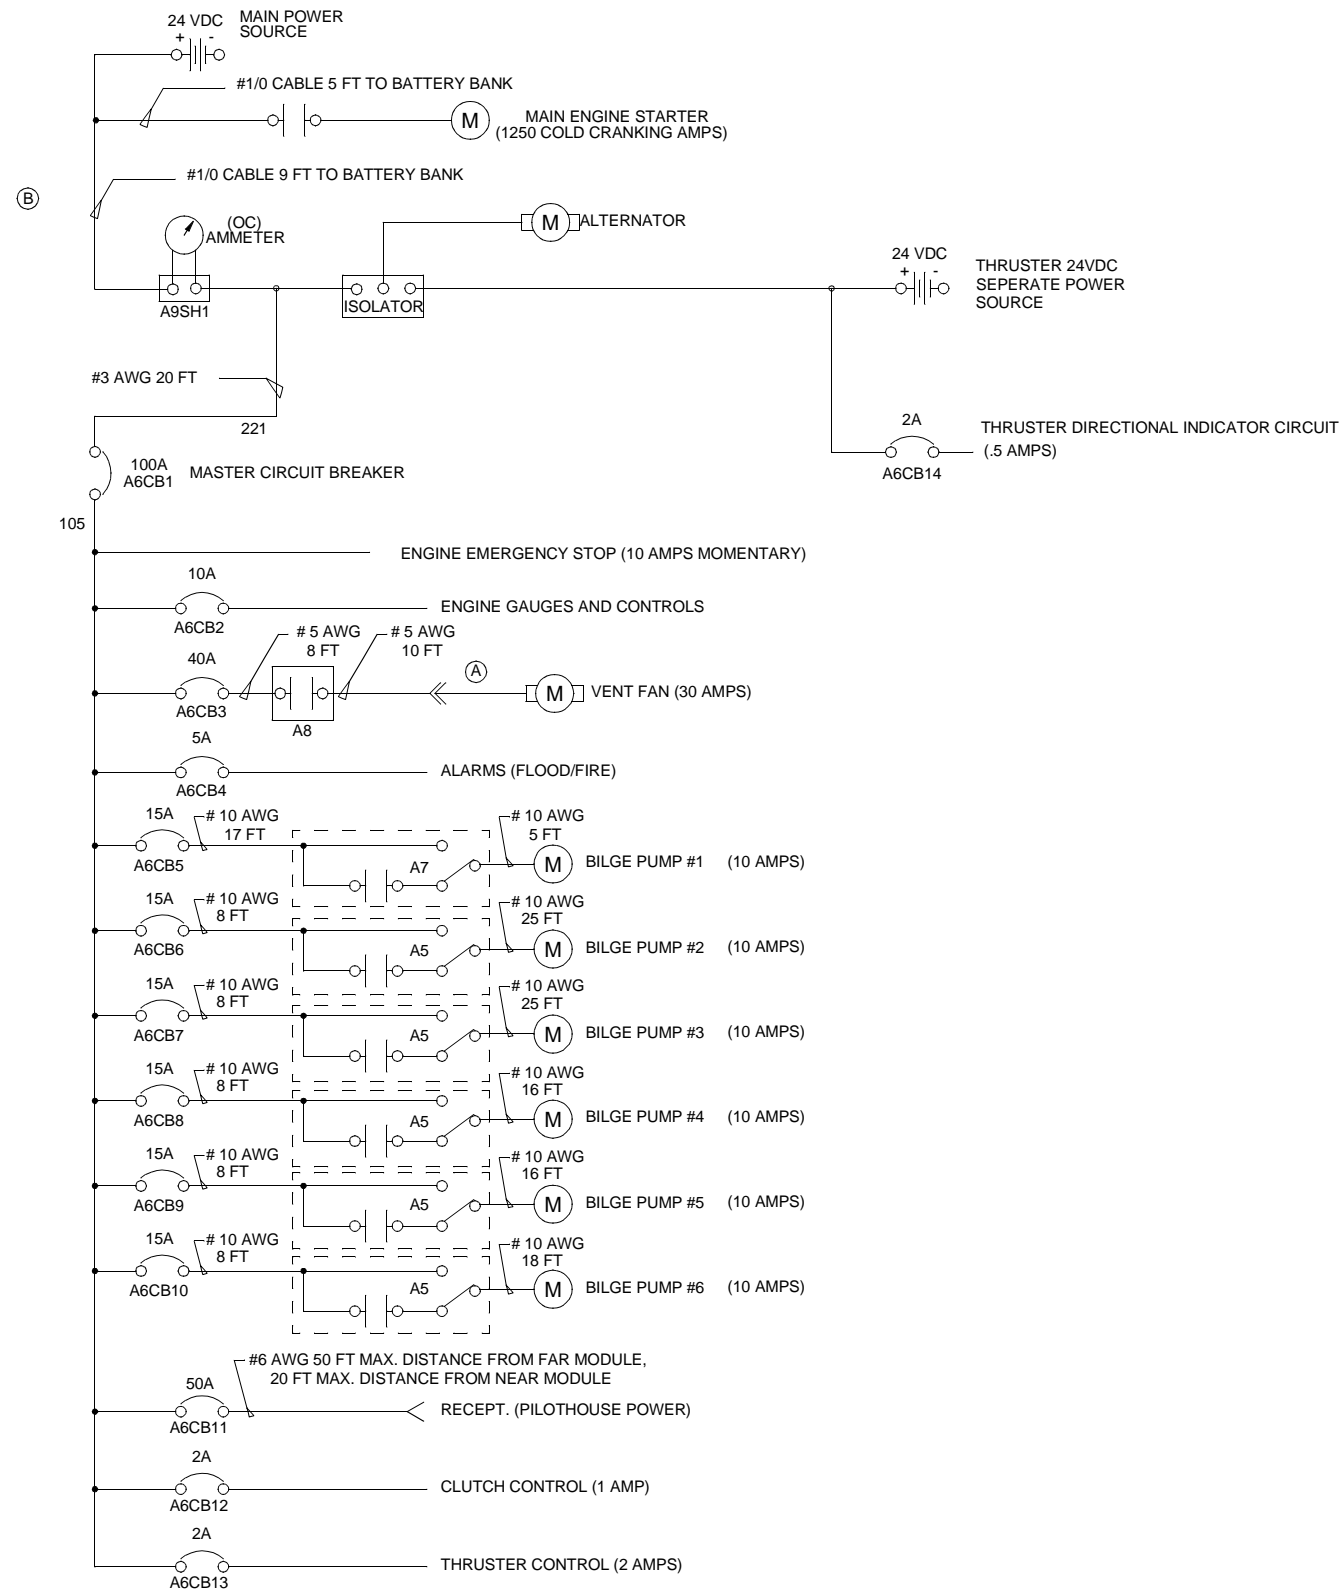 24 VDC
+ -
MAIN POWER
SOURCE
#1/0 CABLE 5 FT TO BATTERY BANK
M
MAIN ENGINE STARTER
(1250 COLD CRANKING AMPS)
#1/0 CABLE 9 FT TO BATTERY BANK
B
(OC)
AMMETER
A9SH1
M
ALTERNATOR
ISOLATOR
24 VDC
+ -
THRUSTER 24VDC
SEPERATE POWER
SOURCE
#3 AWG 20 FT
221
2A
A6CB14
THRUSTER DIRECTIONAL INDICATOR CIRCUIT
(.5 AMPS)
100A
A6CB1
MASTER CIRCUIT BREAKER
105
ENGINE EMERGENCY STOP (10 AMPS MOMENTARY)
10A
A6CB2
ENGINE GAUGES AND CONTROLS
40A
A6CB3
# 5 AWG
8 FT
A8
# 5 AWG
10 FT
A
M
VENT FAN (30 AMPS)
5A
A6CB4
ALARMS (FLOOD/FIRE)
15A
A6CB5
# 10 AWG
17 FT
A7
# 10 AWG
5 FT
M
BILGE PUMP #1 (10 AMPS)
15A
A6CB6
# 10 AWG
8 FT
A5
# 10 AWG
25 FT
M
BILGE PUMP #2 (10 AMPS)
15A
A6CB7
# 10 AWG
8 FT
A5
# 10 AWG
25 FT
M
BILGE PUMP #3 (10 AMPS)
15A
A6CB8
# 10 AWG
8 FT
A5
# 10 AWG
16 FT
M
BILGE PUMP #4 (10 AMPS)
15A
A6CB9
# 10 AWG
8 FT
A5
# 10 AWG
16 FT
M
BILGE PUMP #5 (10 AMPS)
15A
A6CB10
# 10 AWG
8 FT
A5
# 10 AWG
18 FT
M
BILGE PUMP #6 (10 AMPS)
#6 AWG 50 FT MAX. DISTANCE FROM FAR MODULE,
20 FT MAX. DISTANCE FROM NEAR MODULE
50A
A6CB11
RECEPT. (PILOTHOUSE POWER)
2A
A6CB12
CLUTCH CONTROL (1 AMP)
2A
A6CB13
THRUSTER CONTROL (2 AMPS)